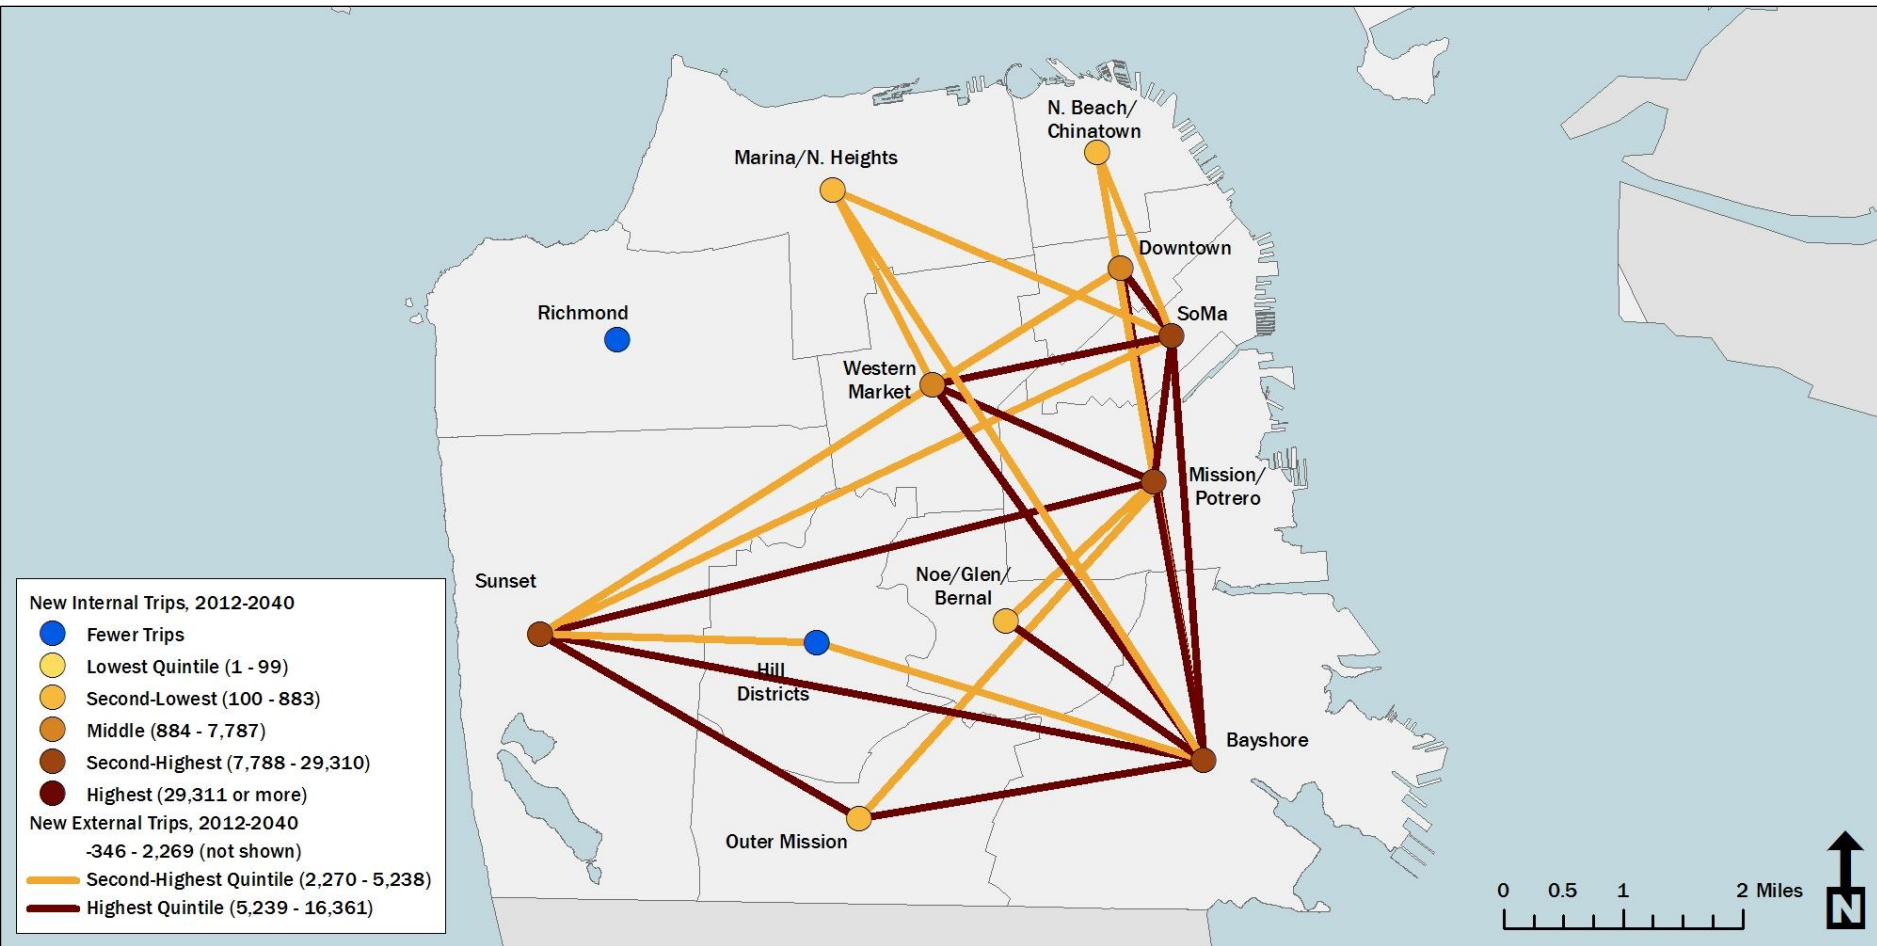 N. Beach/
Chinatown
Marina/N. Heights
Downtown
Richmond
SoMa
Western
Market
Mission/
Potrero
Sunset
Noe/Glen/
Bernal
Hill
Districts
Bayshore
Outer Mission
New Internal Trips, 2012-2040
Fewer Trips
Lowest Quintile (1 - 99)
Second-Lowest (100 - 883)
Middle (884 - 7,787)
Second-Highest (7,788 - 29,310)
Highest (29,311 or more)
New External Trips, 2012-2040
-346 - 2,269 (not shown)
Second-Highest Quintile (2,270 - 5,238)
Highest Quintile (5,239 - 16,361)
0 0.5 1 2 Miles
N